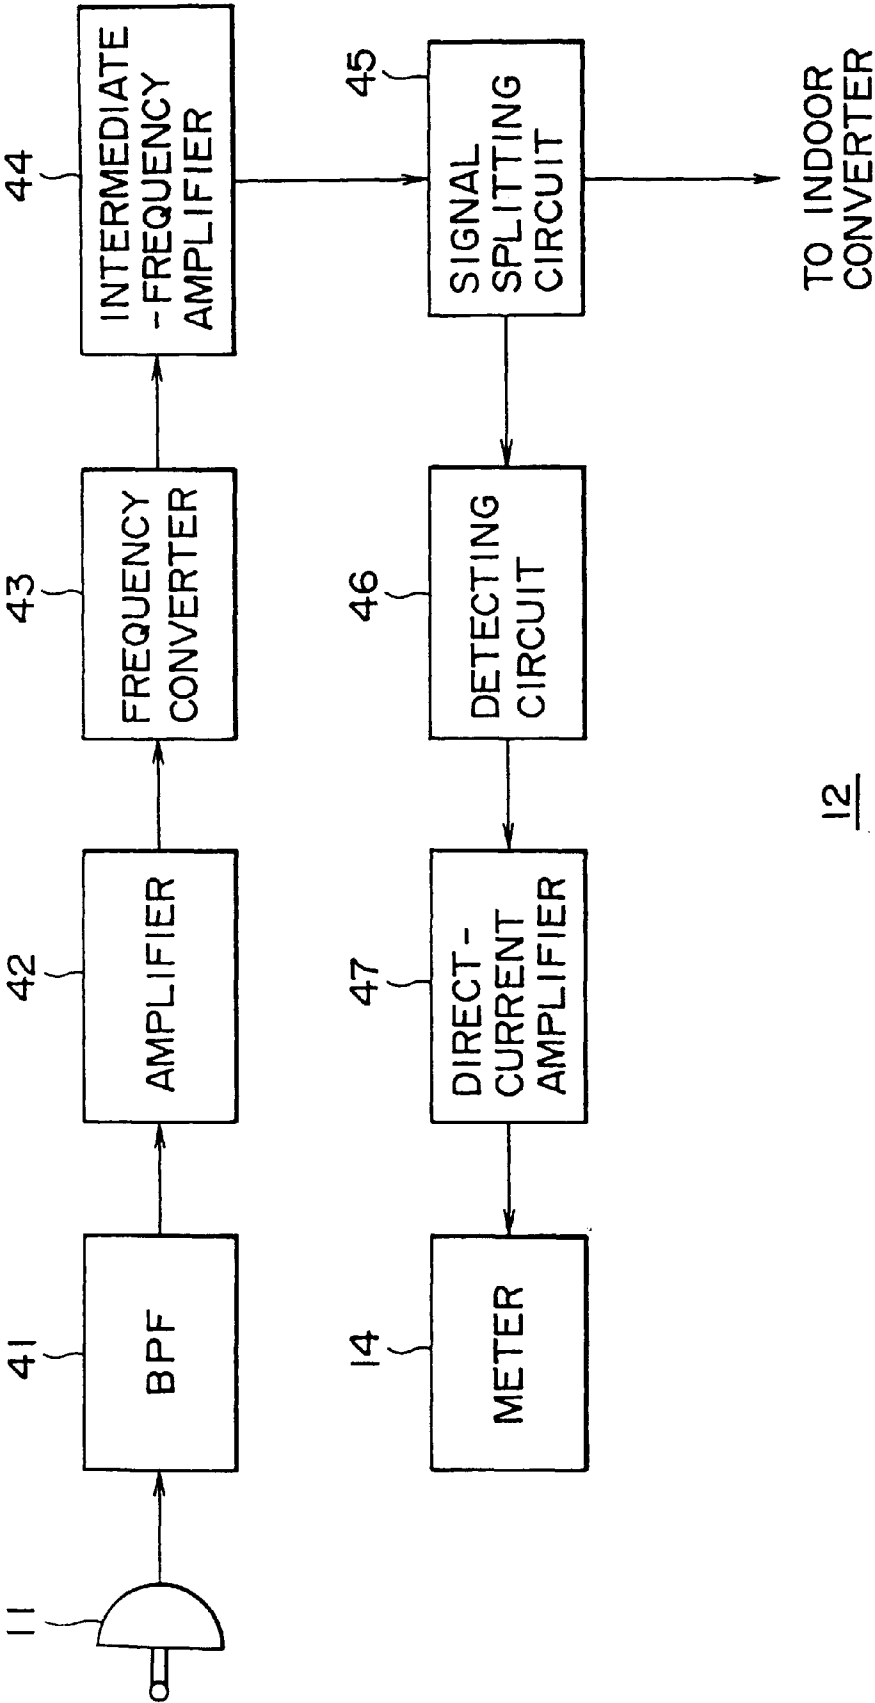 11
41
BPF
42
AMPLIFIER
43
FREQUENCY
CONVERTER
44
INTERMEDIATE
-FREQUENCY
AMPLIFIER
14
METER
47
DIRECT-
CURRENT
AMPLIFIER
46
DETECTING
CIRCUIT
45
SIGNAL
SPLITTING
CIRCUIT
TO INDOOR
CONVERTER
12